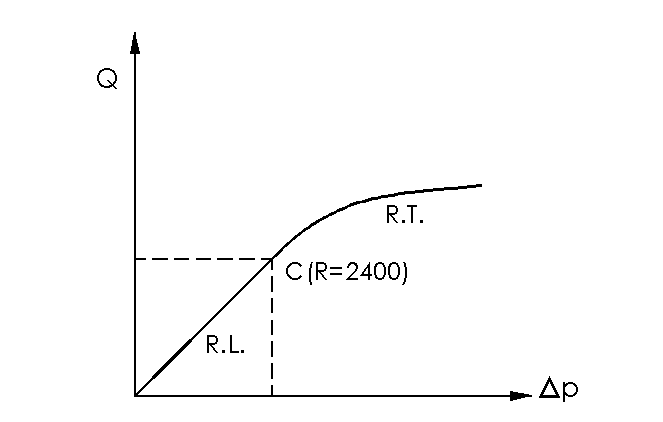 Q
R.T.
C (R=2400)
R.L.
Δp